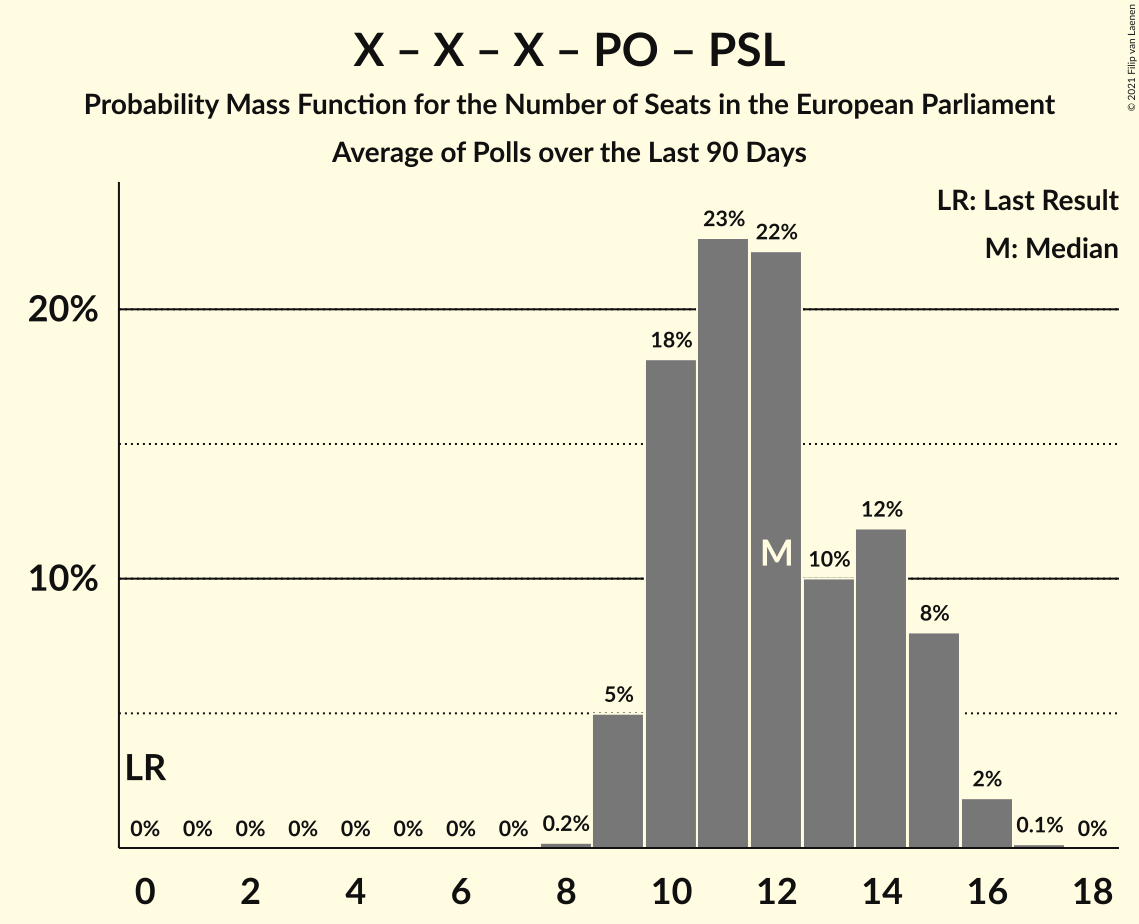 X – X – X – PO – PSL
Probability Mass Function for the Number of Seats in the European Parliament
Average of Polls over the Last 90 Days
© 2021 Filip van Laenen
LR: Last Result
M: Median
23%
22%
20%
18%
12%
M
10%
10%
8%
5%
LR
2%
0% 0% 0% 0% 0% 0% 0% 0% 0.2% 0.1% 0%
0 2 4 6 8 10 12 14 16 18